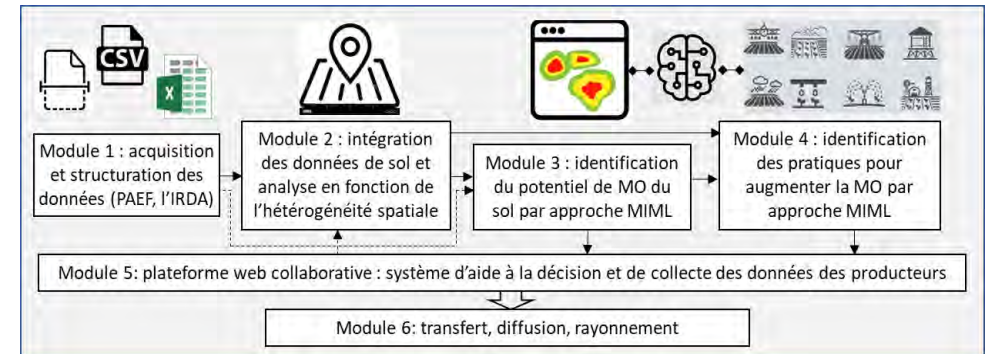 CSV
X
Module 1 : acquisition
et structuration des
données (PAEF, l'IRDA)
Module 2 : intégration
des données de sol et
analyse en fonction de
l'hétérogénéité spatiale
Module 3 : identification
du potentiel de MO du
sol par approche MIML
Module 4 : identification
des pratiques pour
augmenter la MO par
approche MIML
Module 5: plateforme web collaborative : système d'aide à la décision et de collecte des données des producteurs
Module 6: transfert, diffusion, rayonnement